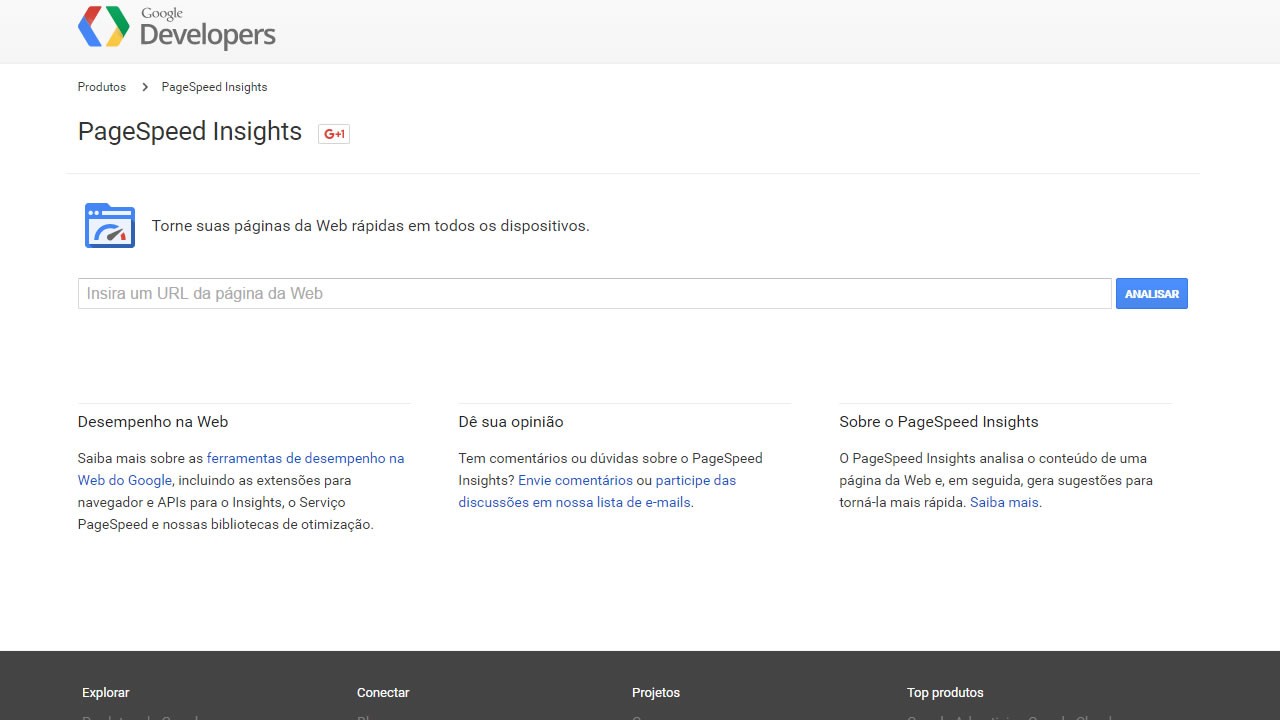 Google
Developers
Produtos > PageSpeed Insights
PageSpeed Insights G+1
Torne suas páginas da Web rápidas em todos os dispositivos.
Insira um URL da página da Web ANALISAR
Desempenho na Web
Saiba mais sobre as ferramentas de desempenho na
Web do Google, incluindo as extensões para
navegador e APIs para o Insights, o Serviço
PageSpeed e nossas bibliotecas de otimização.
Dê sua opinião
Tem comentários ou dúvidas sobre o PageSpeed
Insights? Envie comentários ou participe das
discussões em nossa lista de e-mails.
Sobre o PageSpeed Insights
O PageSpeed Insights analisa o conteúdo de uma
página da Web e, em seguida, gera sugestões para
torná-la mais rápida. Saiba mais.
Explorar Conectar Projetos Top produtos